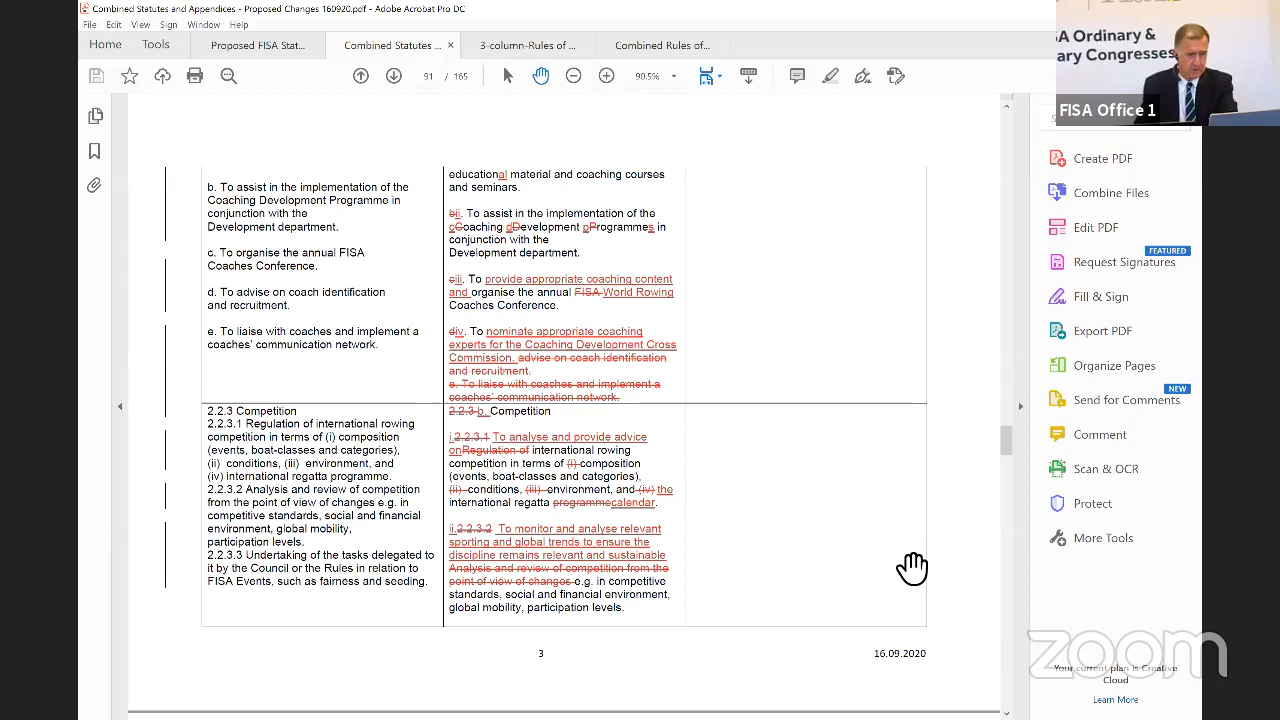 Combined Statutes and Appendices - Proposed Changes 160920.pdf - Adobe Acrobat Pro DC
File Edit View Sign Window Help
Home Tools Proposed FISA Stat... Combined Statutes ... × 3-column-Rules of ... Combined Rules of...
91 / 165 90.5%
SA Ordinary &
ary Congresses
FISA Office 1
b. To assist in the implementation of the
Coaching Development Programme in
conjunction with the
Development department.
c. To organise the annual FISA
Coaches Conference.
d. To advise on coach identification
and recruitment.
e. To liaise with coaches and implement a
coaches' communication network.
educational material and coaching courses
and seminars.
bii. To assist in the implementation of the
cCoaching dDevelopment pProgrammes in
conjunction with the
Development department.
ciii. To provide appropriate coaching content
and organise the annual FISA World Rowing
Coaches Conference.
div. To nominate appropriate coaching
experts for the Coaching Development Cross
Commission. advise on coach identification
and recruitment.
e. To liaise with coaches and implement a
coaches' communication network.
2.2.3 Competition
2.2.3.1 Regulation of international rowing
competition in terms of (i) composition
(events, boat-classes and categories),
(ii) conditions, (iii) environment, and
(iv) international regatta programme.
2.2.3.2 Analysis and review of competition
from the point of view of changes e.g. in
competitive standards, social and financial
environment, global mobility,
participation levels.
2.2.3.3 Undertaking of the tasks delegated to
it by the Council or the Rules in relation to
FISA Events, such as fairness and seeding.
2.2.3 b. Competition
i.2.2.3.1 To analyse and provide advice
onRegulation of international rowing
competition in terms of (i) composition
(events, boat-classes and categories),
(ii) conditions, (iii) environment, and (iv) the
international regatta programmecalendar.
ii.2.2.3.2 To monitor and analyse relevant
sporting and global trends to ensure the
discipline remains relevant and sustainable
Analysis and review of competition from the
point of view of changes e.g. in competitive
standards, social and financial environment,
global mobility, participation levels.
3
16.09.2020
Create PDF
Combine Files
Edit PDF
FEATURED
Request Signatures
Fill & Sign
Export PDF
Organize Pages
NEW
Send for Comments
Comment
Scan & OCR
Protect
More Tools
zoom
Your current plan is Creative
Cloud
Learn More